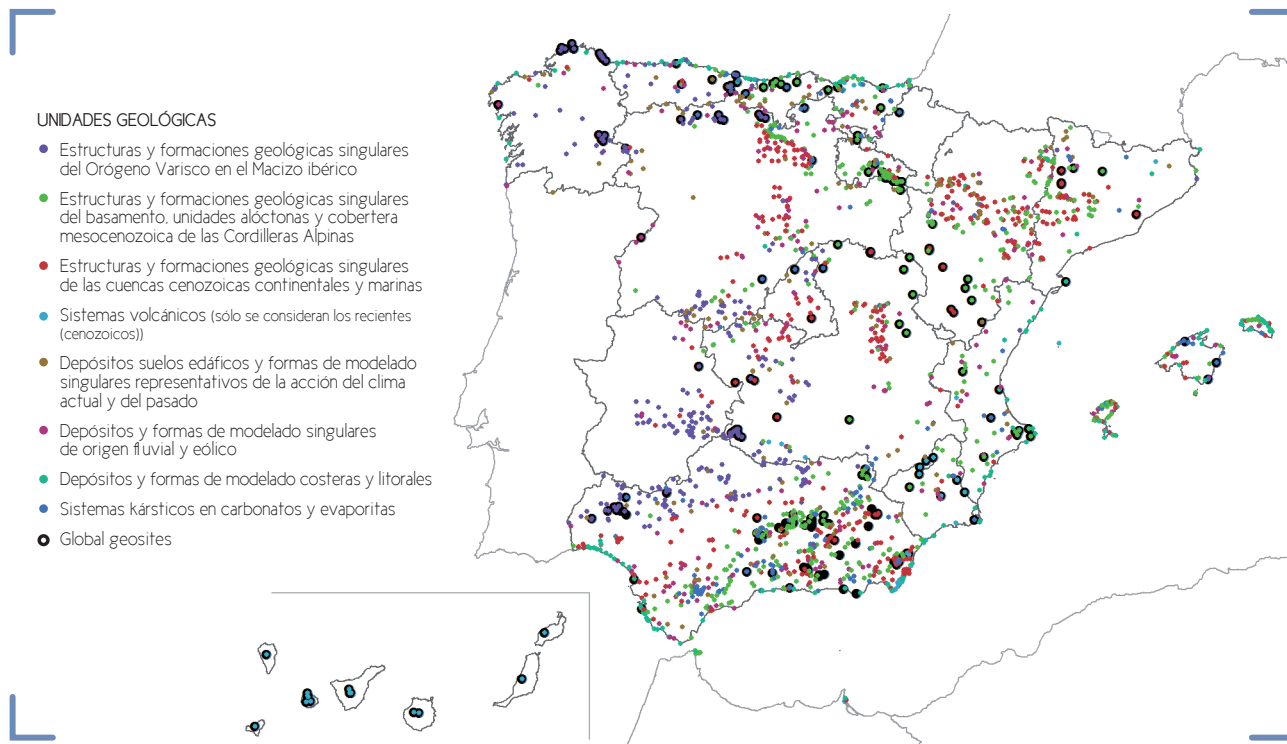 UNIDADES GEOLÓGICAS
Estructuras y formaciones geológicas singulares
del Orógeno Varisco en el Macizo ibérico
Estructuras y formaciones geológicas singulares
del basamento, unidades alóctonas y cobertera
mesocenozoica de las Cordilleras Alpinas
Estructuras y formaciones geológicas singulares
de las cuencas cenozoicas continentales y marinas
Sistemas volcánicos (sólo se consideran los recientes
(cenozoicos))
Depósitos suelos edáficos y formas de modelado
singulares representativos de la acción del clima
actual y del pasado
Depósitos y formas de modelado singulares
de origen fluvial y eólico
Depósitos y formas de modelado costeras y litorales
Sistemas kársticos en carbonatos y evaporitas
Global geosites